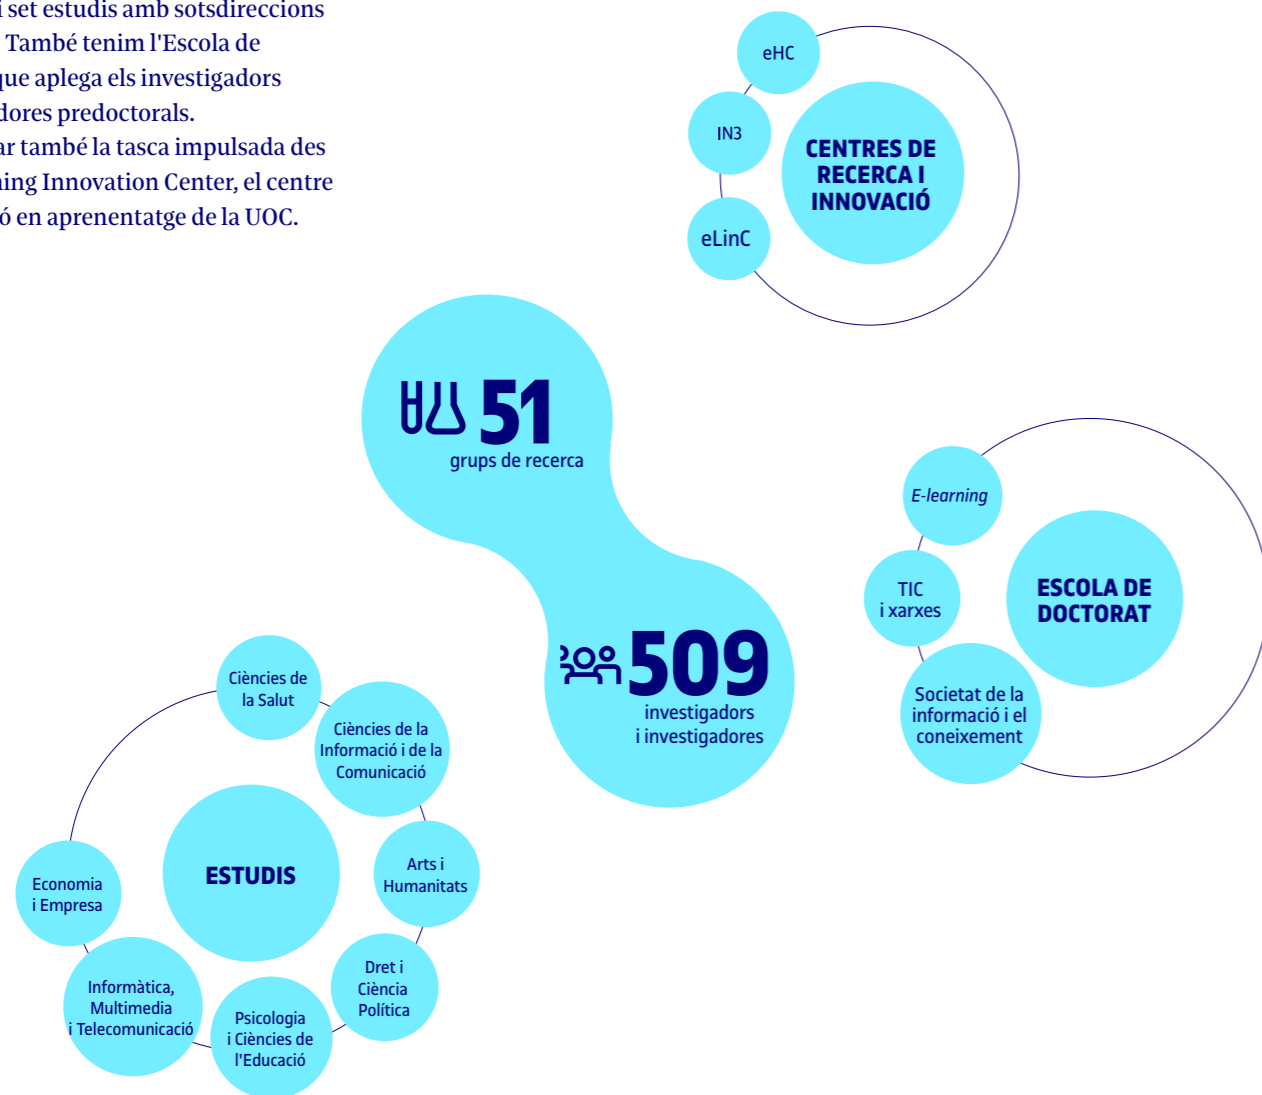 i set estudis amb sotsdireccions
També tenim l'Escola de
que aplega els investigadors
predoctorals.
també la tasca impulsada des
Innovation Center, el centre
en aprenentatge de la UOC.
eHC
IN3
eLinC
CENTRES DE
RECERCA I
INNOVACIÓ
51
grups de recerca
509
investigadors
i investigadores
E-learning
TIC
i xarxes
Societat de la
informació i el
coneixement
ESCOLA DE
DOCTORAT
Ciències de
la Salut
Ciències de la
Informació i de la
Comunicació
Arts i
Humanitats
Dret i
Ciència
Política
Psicologia
i Ciències de
l'Educació
Informàtica,
Multimedia
i Telecomunicació
Economia
i Empresa
ESTUDIS